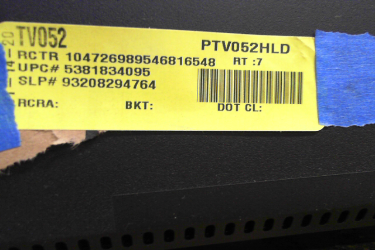 TV052 PTV052HLD
RCTR 104726989546816548 RT :7
UPC# 5381834095
SLP# 93208294764
RCRA: BKT: DOT CL: